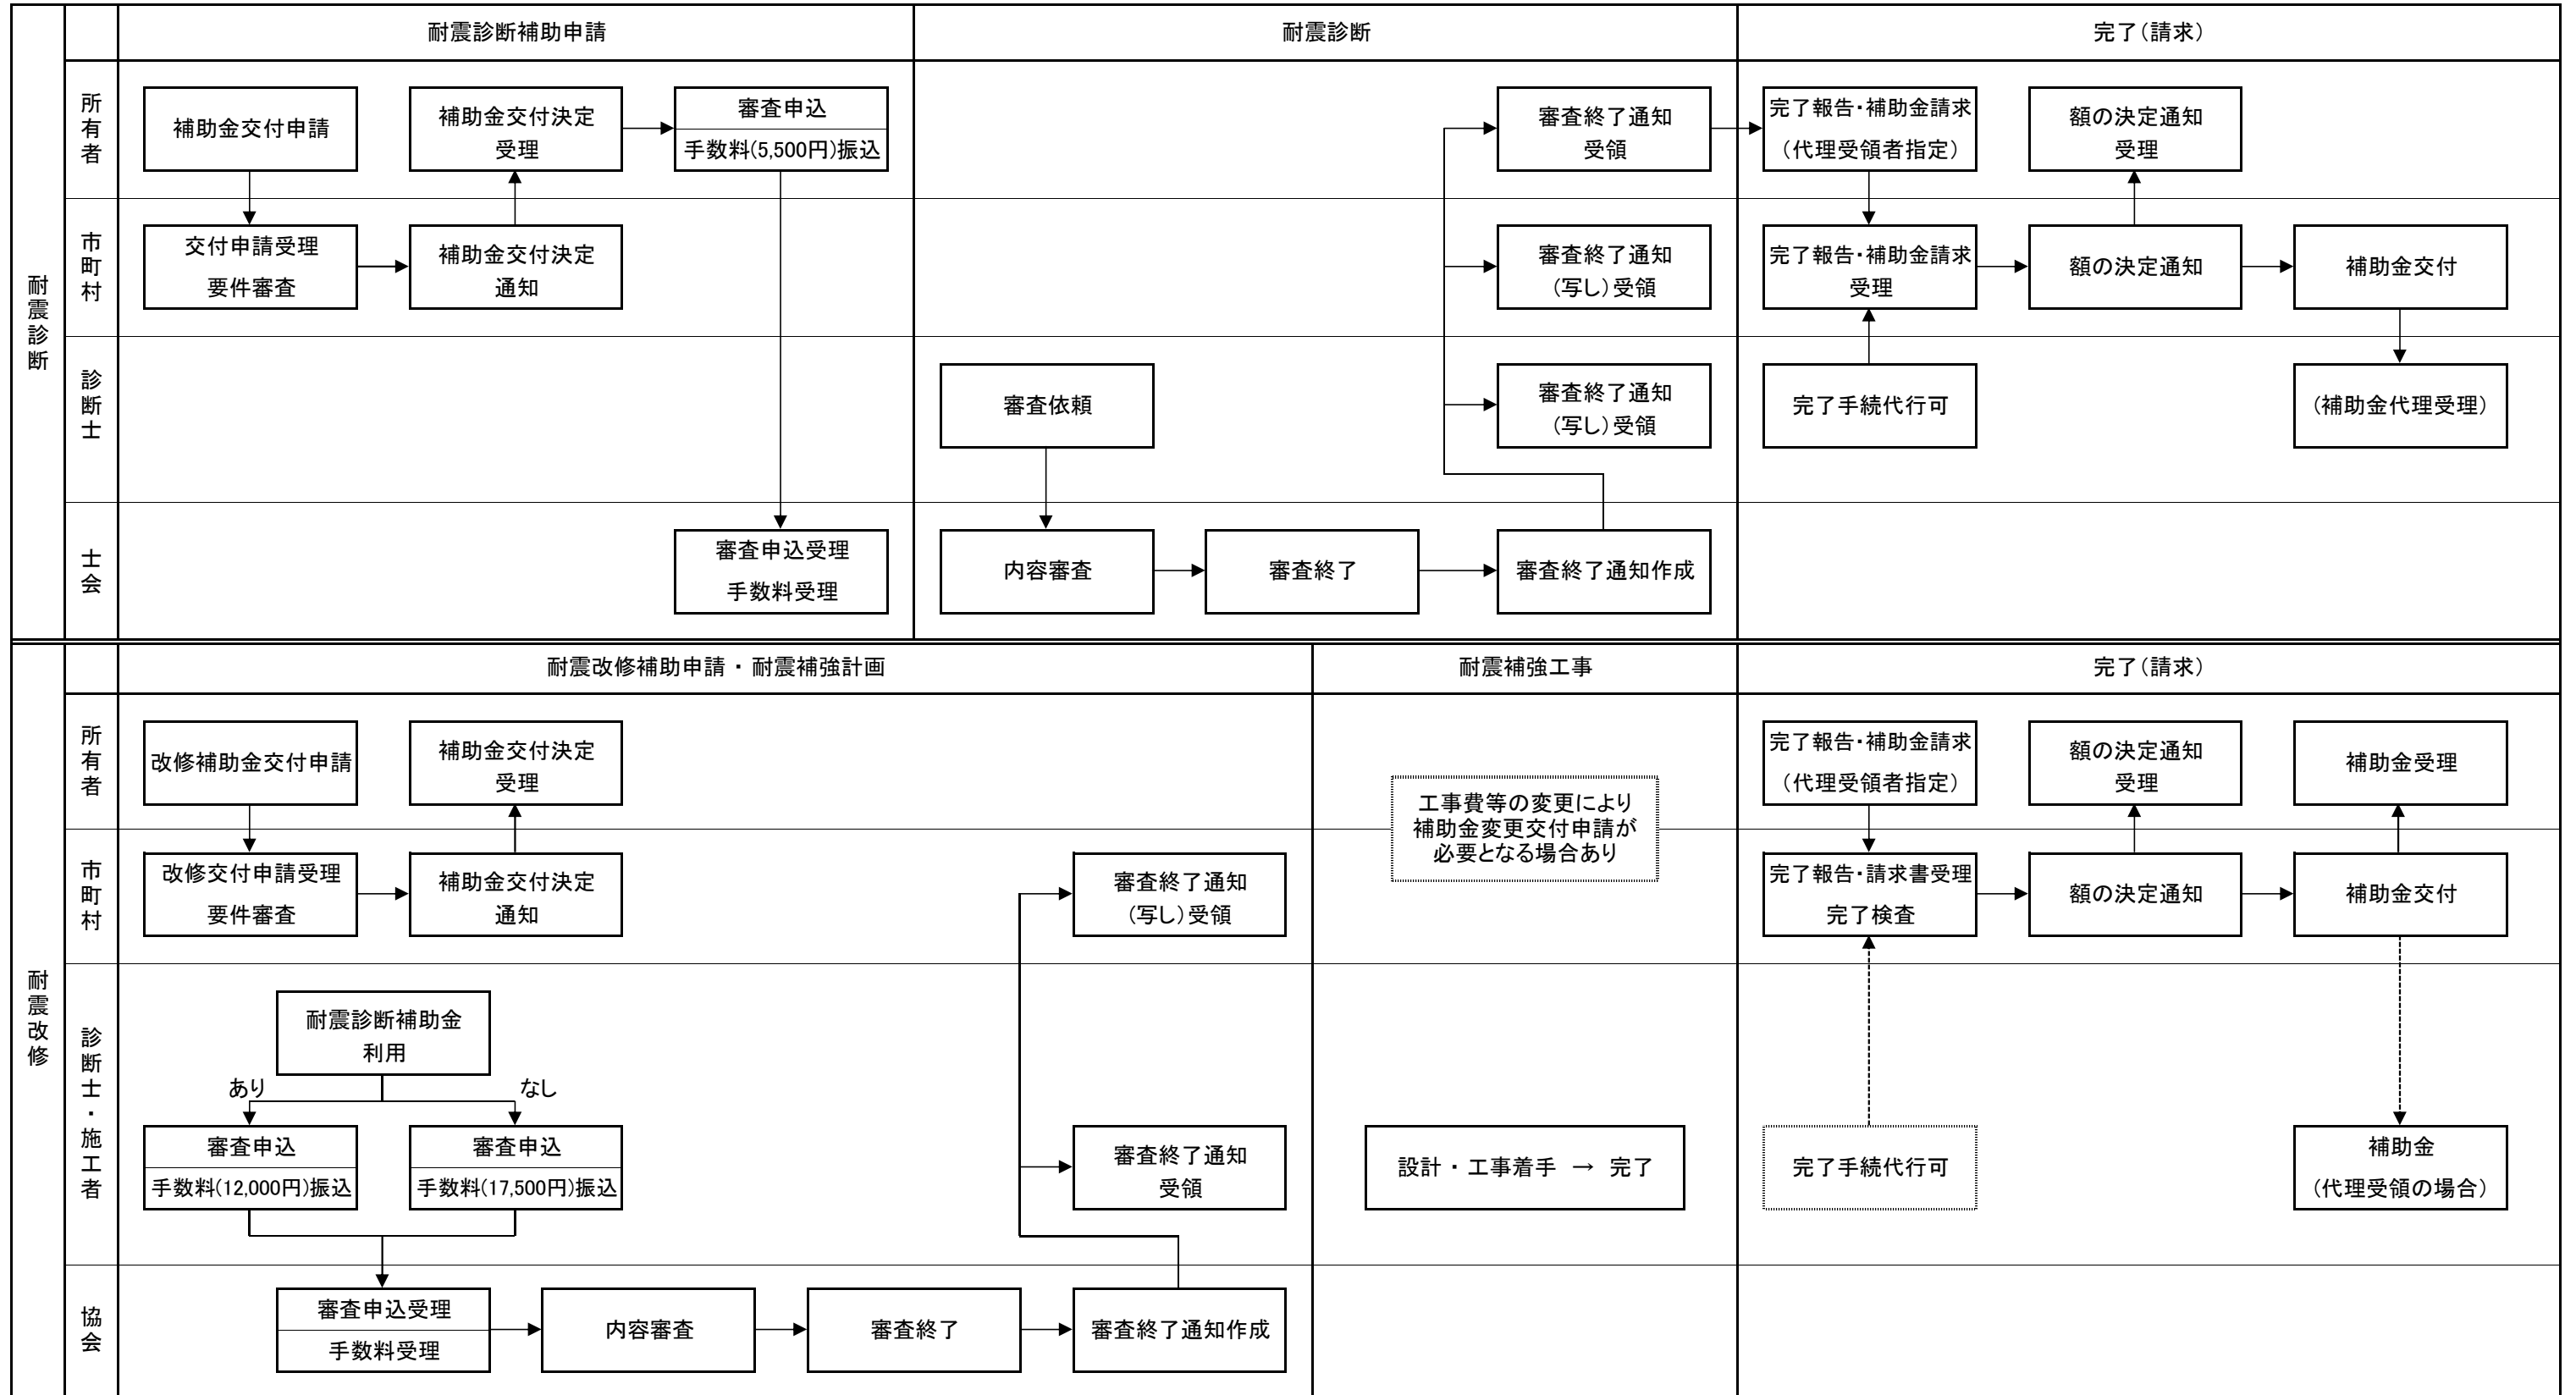 耐震診断
耐震診断補助申請
耐震診断
完了（請求）
所有者
補助金交付申請
補助金交付決定
受理
審査申込
手数料(5,500円)振込
審査終了通知
受領
完了報告・補助金請求
（代理受領者指定）
額の決定通知
受理
市町村
交付申請受理
要件審査
補助金交付決定
通知
審査終了通知
（写し）受領
完了報告・補助金請求
受理
額の決定通知
補助金交付
診断士
審査依頼
審査終了通知
（写し）受領
完了手続代行可
（補助金代理受理）
士会
審査申込受理
手数料受理
内容審査
審査終了
審査終了通知作成
耐震改修
耐震改修補助申請・耐震補強計画
耐震補強工事
完了（請求）
所有者
改修補助金交付申請
補助金交付決定
受理
工事費等の変更により
補助金変更交付申請が
必要となる場合あり
完了報告・補助金請求
（代理受領者指定）
額の決定通知
受理
補助金受理
市町村
改修交付申請受理
要件審査
補助金交付決定
通知
審査終了通知
（写し）受領
完了報告・請求書受理
完了検査
額の決定通知
補助金交付
診断士・施工者
耐震診断補助金
利用
あり
なし
審査申込
手数料(12,000円)振込
審査申込
手数料(17,500円)振込
審査終了通知
受領
設計・工事着手 → 完了
完了手続代行可
補助金
（代理受領の場合）
協会
審査申込受理
手数料受理
内容審査
審査終了
審査終了通知作成